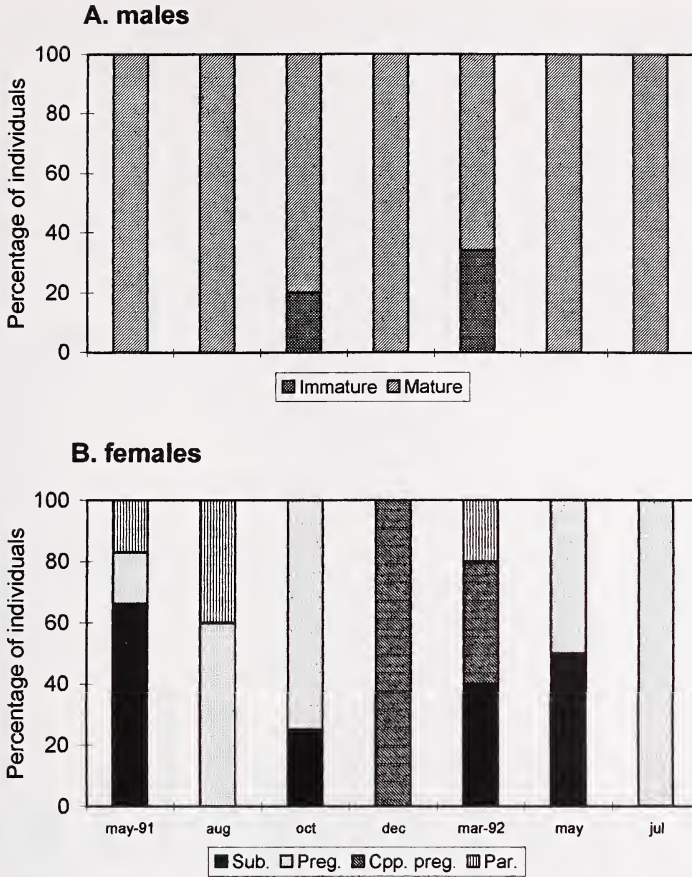 A. males
Percentage of individuals
100
80
60
40
20
0
Immature Mature
B. females
Percentage of individuals
100
80
60
40
20
0
may-91 aug oct dec mar-92 may jul
Sub. Preg. Cpp. preg. Par.